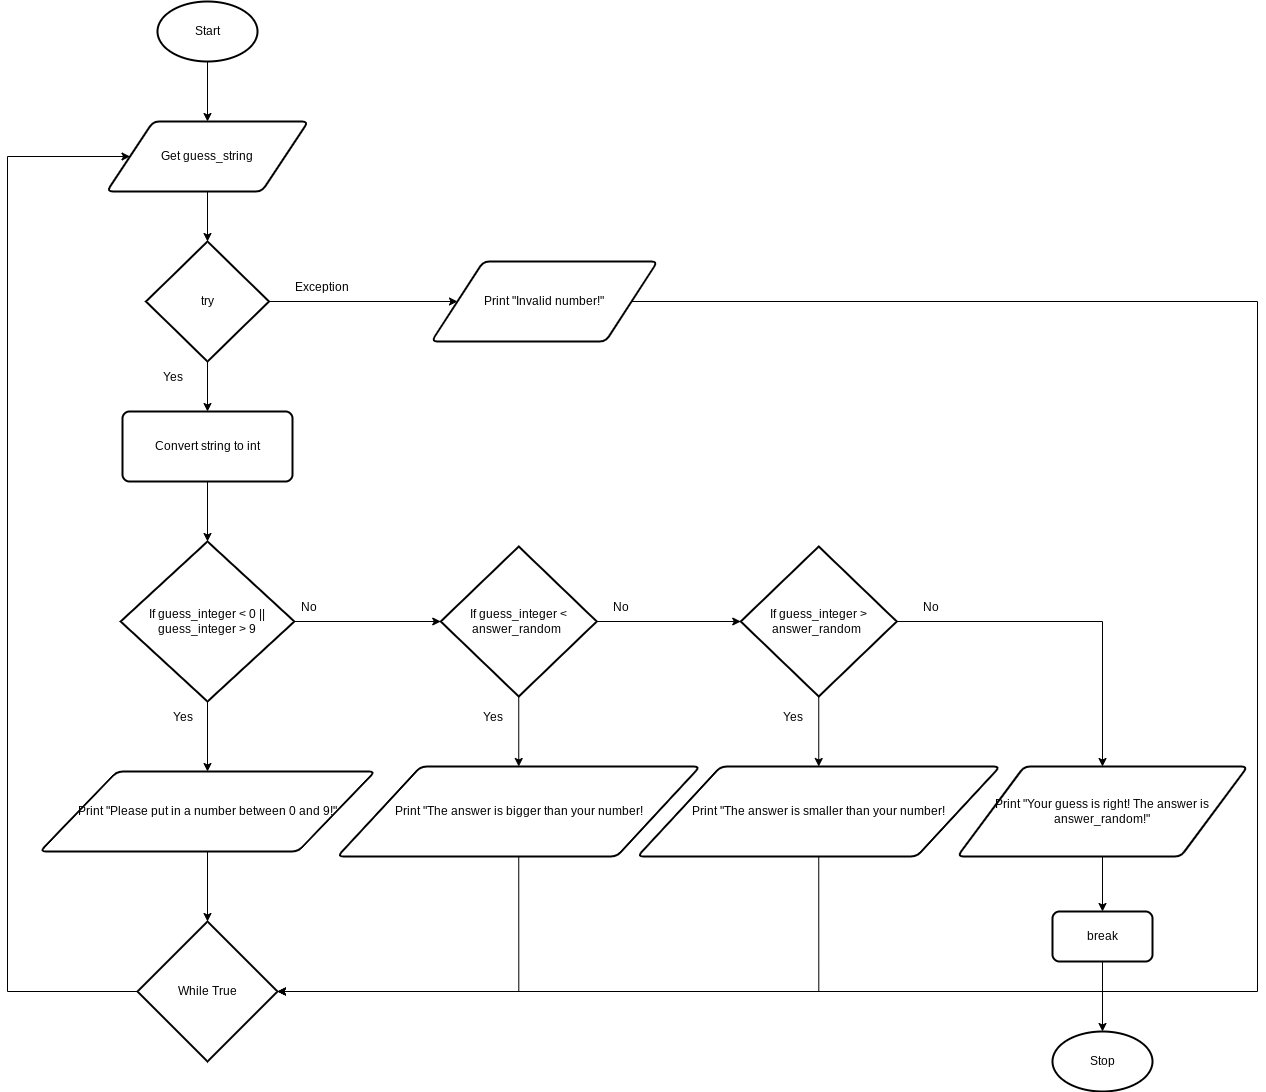 Start
Get guess_string
try
Exception
Print "Invalid number!"
Yes
Convert string to int
If guess_integer < 0 ||
guess_integer > 9
No
If guess_integer <
answer_random
No
If guess_integer >
answer_random
No
Yes
Yes
Yes
Print "Please put in a number between 0 and 9!"
Print "The answer is bigger than your number!
Print "The answer is smaller than your number!
Print "Your guess is right! The answer is
answer_random!"
break
While True
Stop